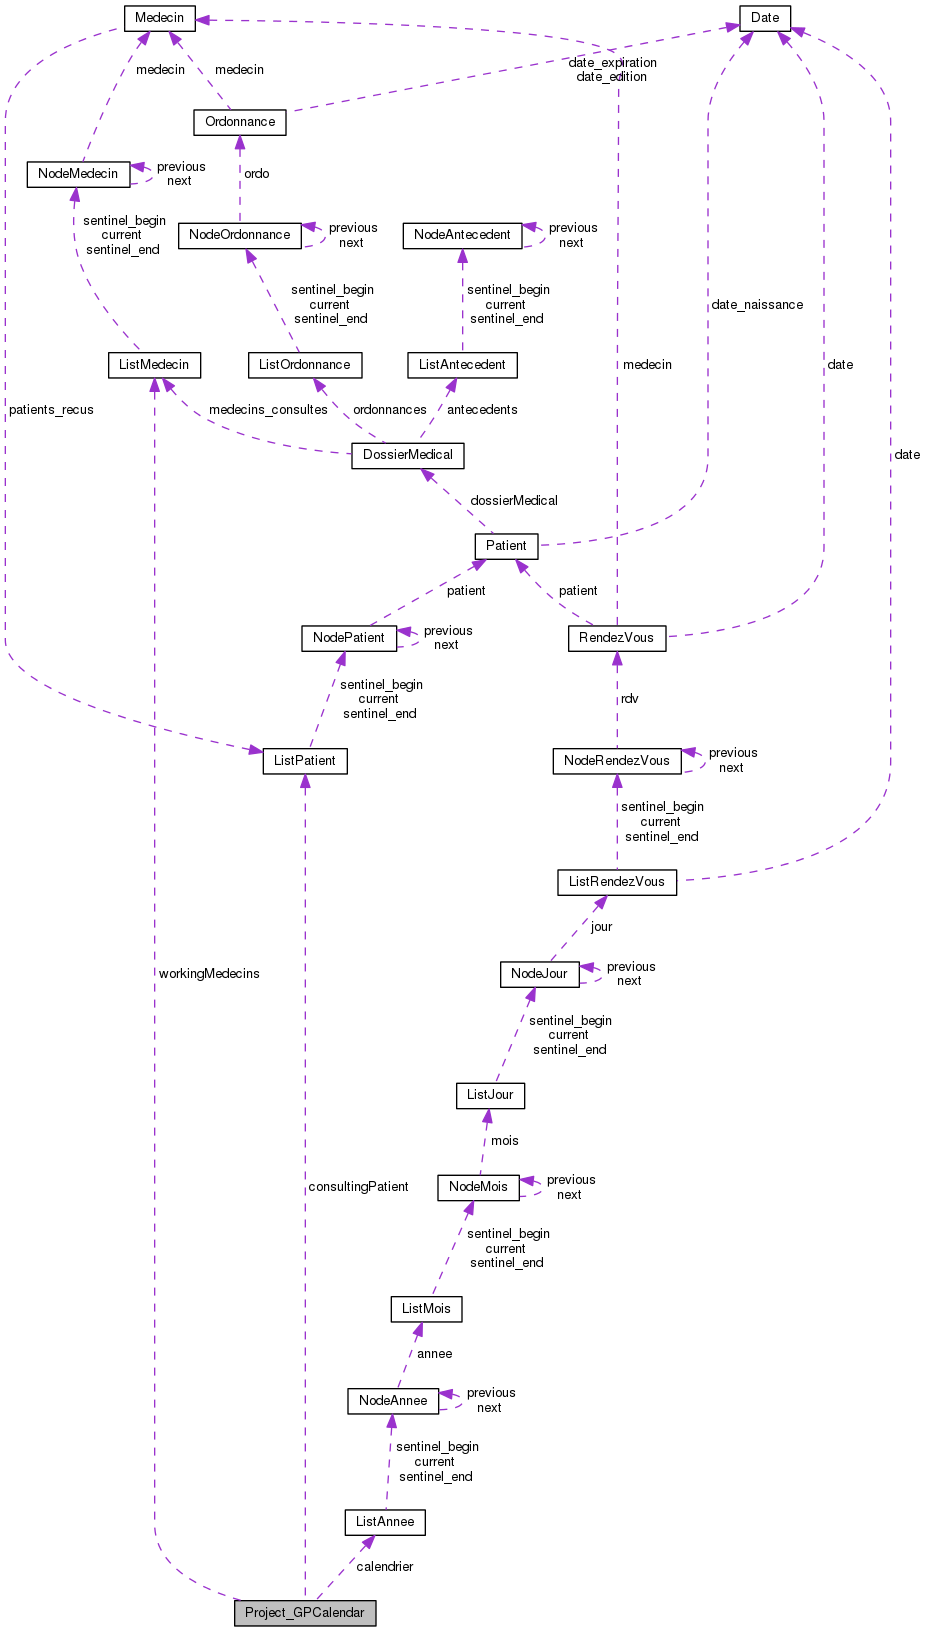 Medecin
Date
medecin
medecin
date_expiration
date_edition
Ordonnance
NodeMedecin
previous
next
ordo
sentinel_begin
current
sentinel_end
NodeOrdonnance
previous
next
NodeAntecedent
previous
next
sentinel_begin
current
sentinel_end
sentinel_begin
current
sentinel_end
date_naissance
ListMedecin
ListOrdonnance
ListAntecedent
medecin
date
patients_recus
medecins_consultes
ordonnances
antecedents
DossierMedical
date
dossierMedical
Patient
patient
patient
NodePatient
previous
next
RendezVous
sentinel_begin
current
sentinel_end
rdv
ListPatient
NodeRendezVous
previous
next
sentinel_begin
current
sentinel_end
ListRendezVous
jour
workingMedecins
NodeJour
previous
next
sentinel_begin
current
sentinel_end
ListJour
mois
consultingPatient
NodeMois
previous
next
sentinel_begin
current
sentinel_end
ListMois
annee
NodeAnnee
previous
next
sentinel_begin
current
sentinel_end
ListAnnee
calendrier
Project_GPCalendar